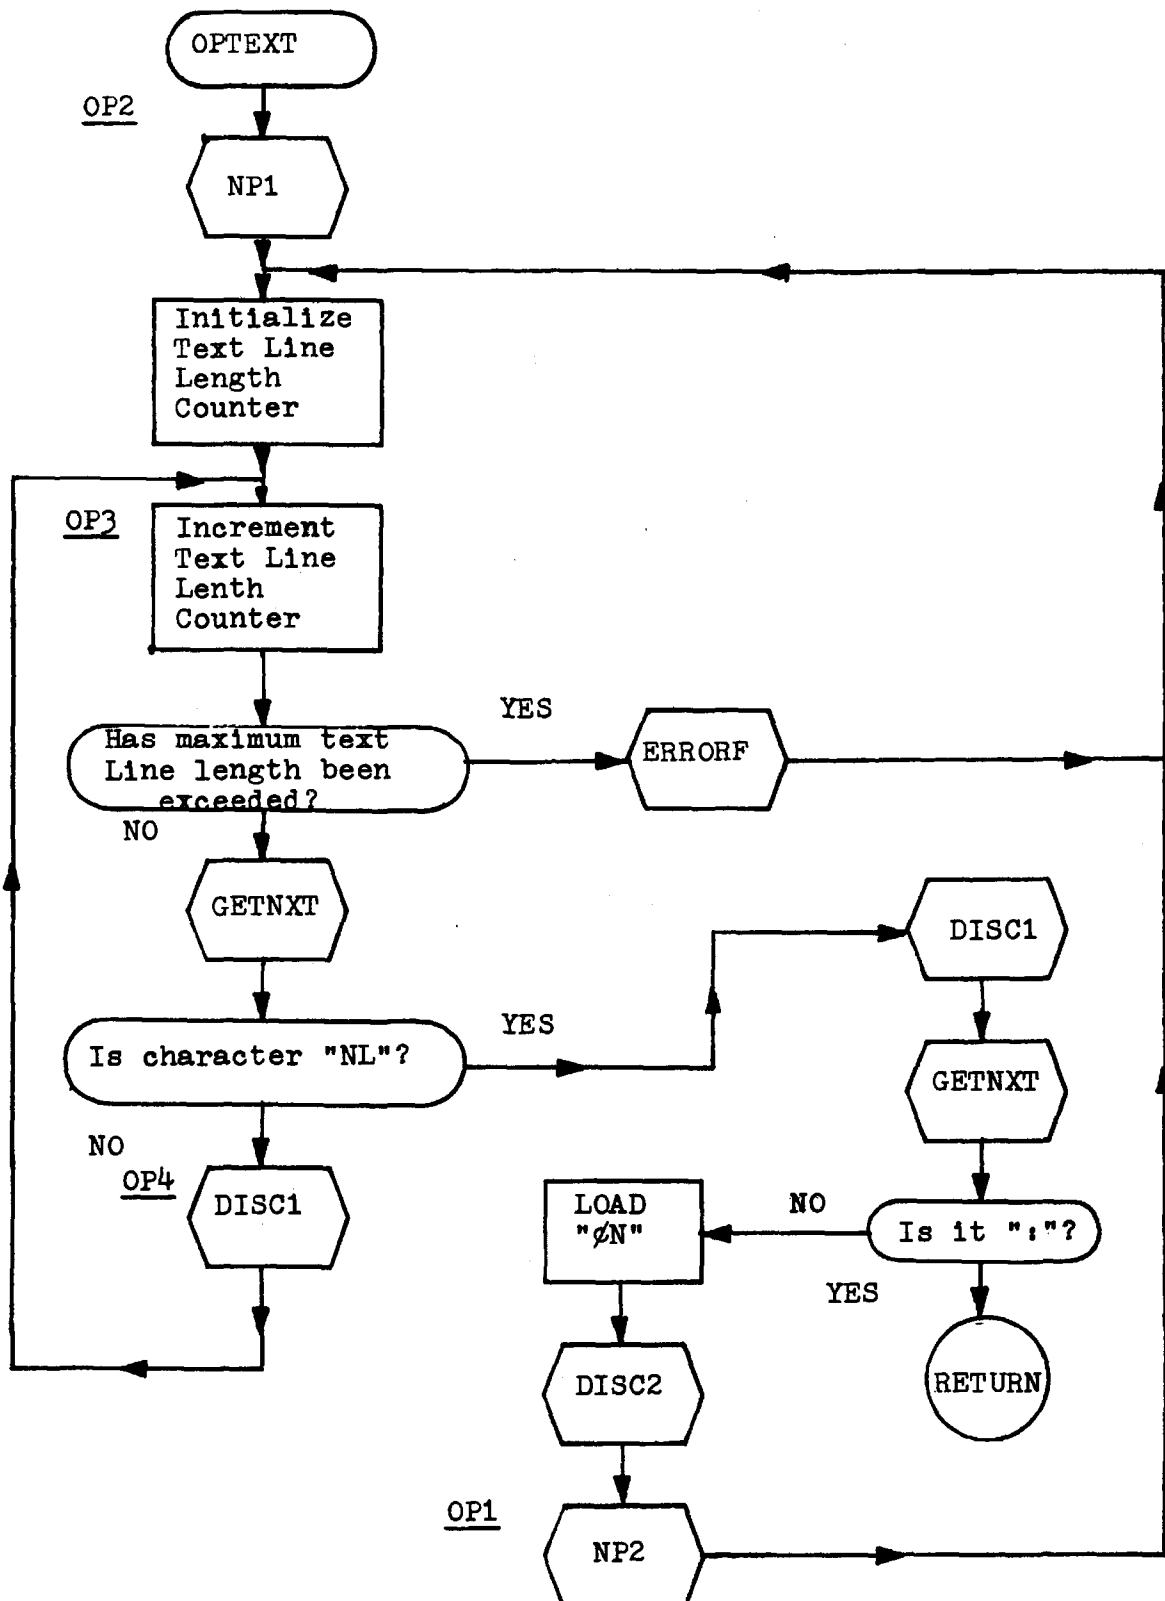 OPTEXT
OP2
NP1
Initialize
Text Line
Length
Counter
OP3
Increment
Text Line
Lenth
Counter
Has maximum text
Line length been
exceeded?
YES
ERRORF
NO
GETNXT
Is character "NL"?
YES
DISC1
GETNXT
NO
OP4
DISC1
Is it ":"?
NO
LOAD
"ØN"
YES
RETURN
DISC2
OP1
NP2